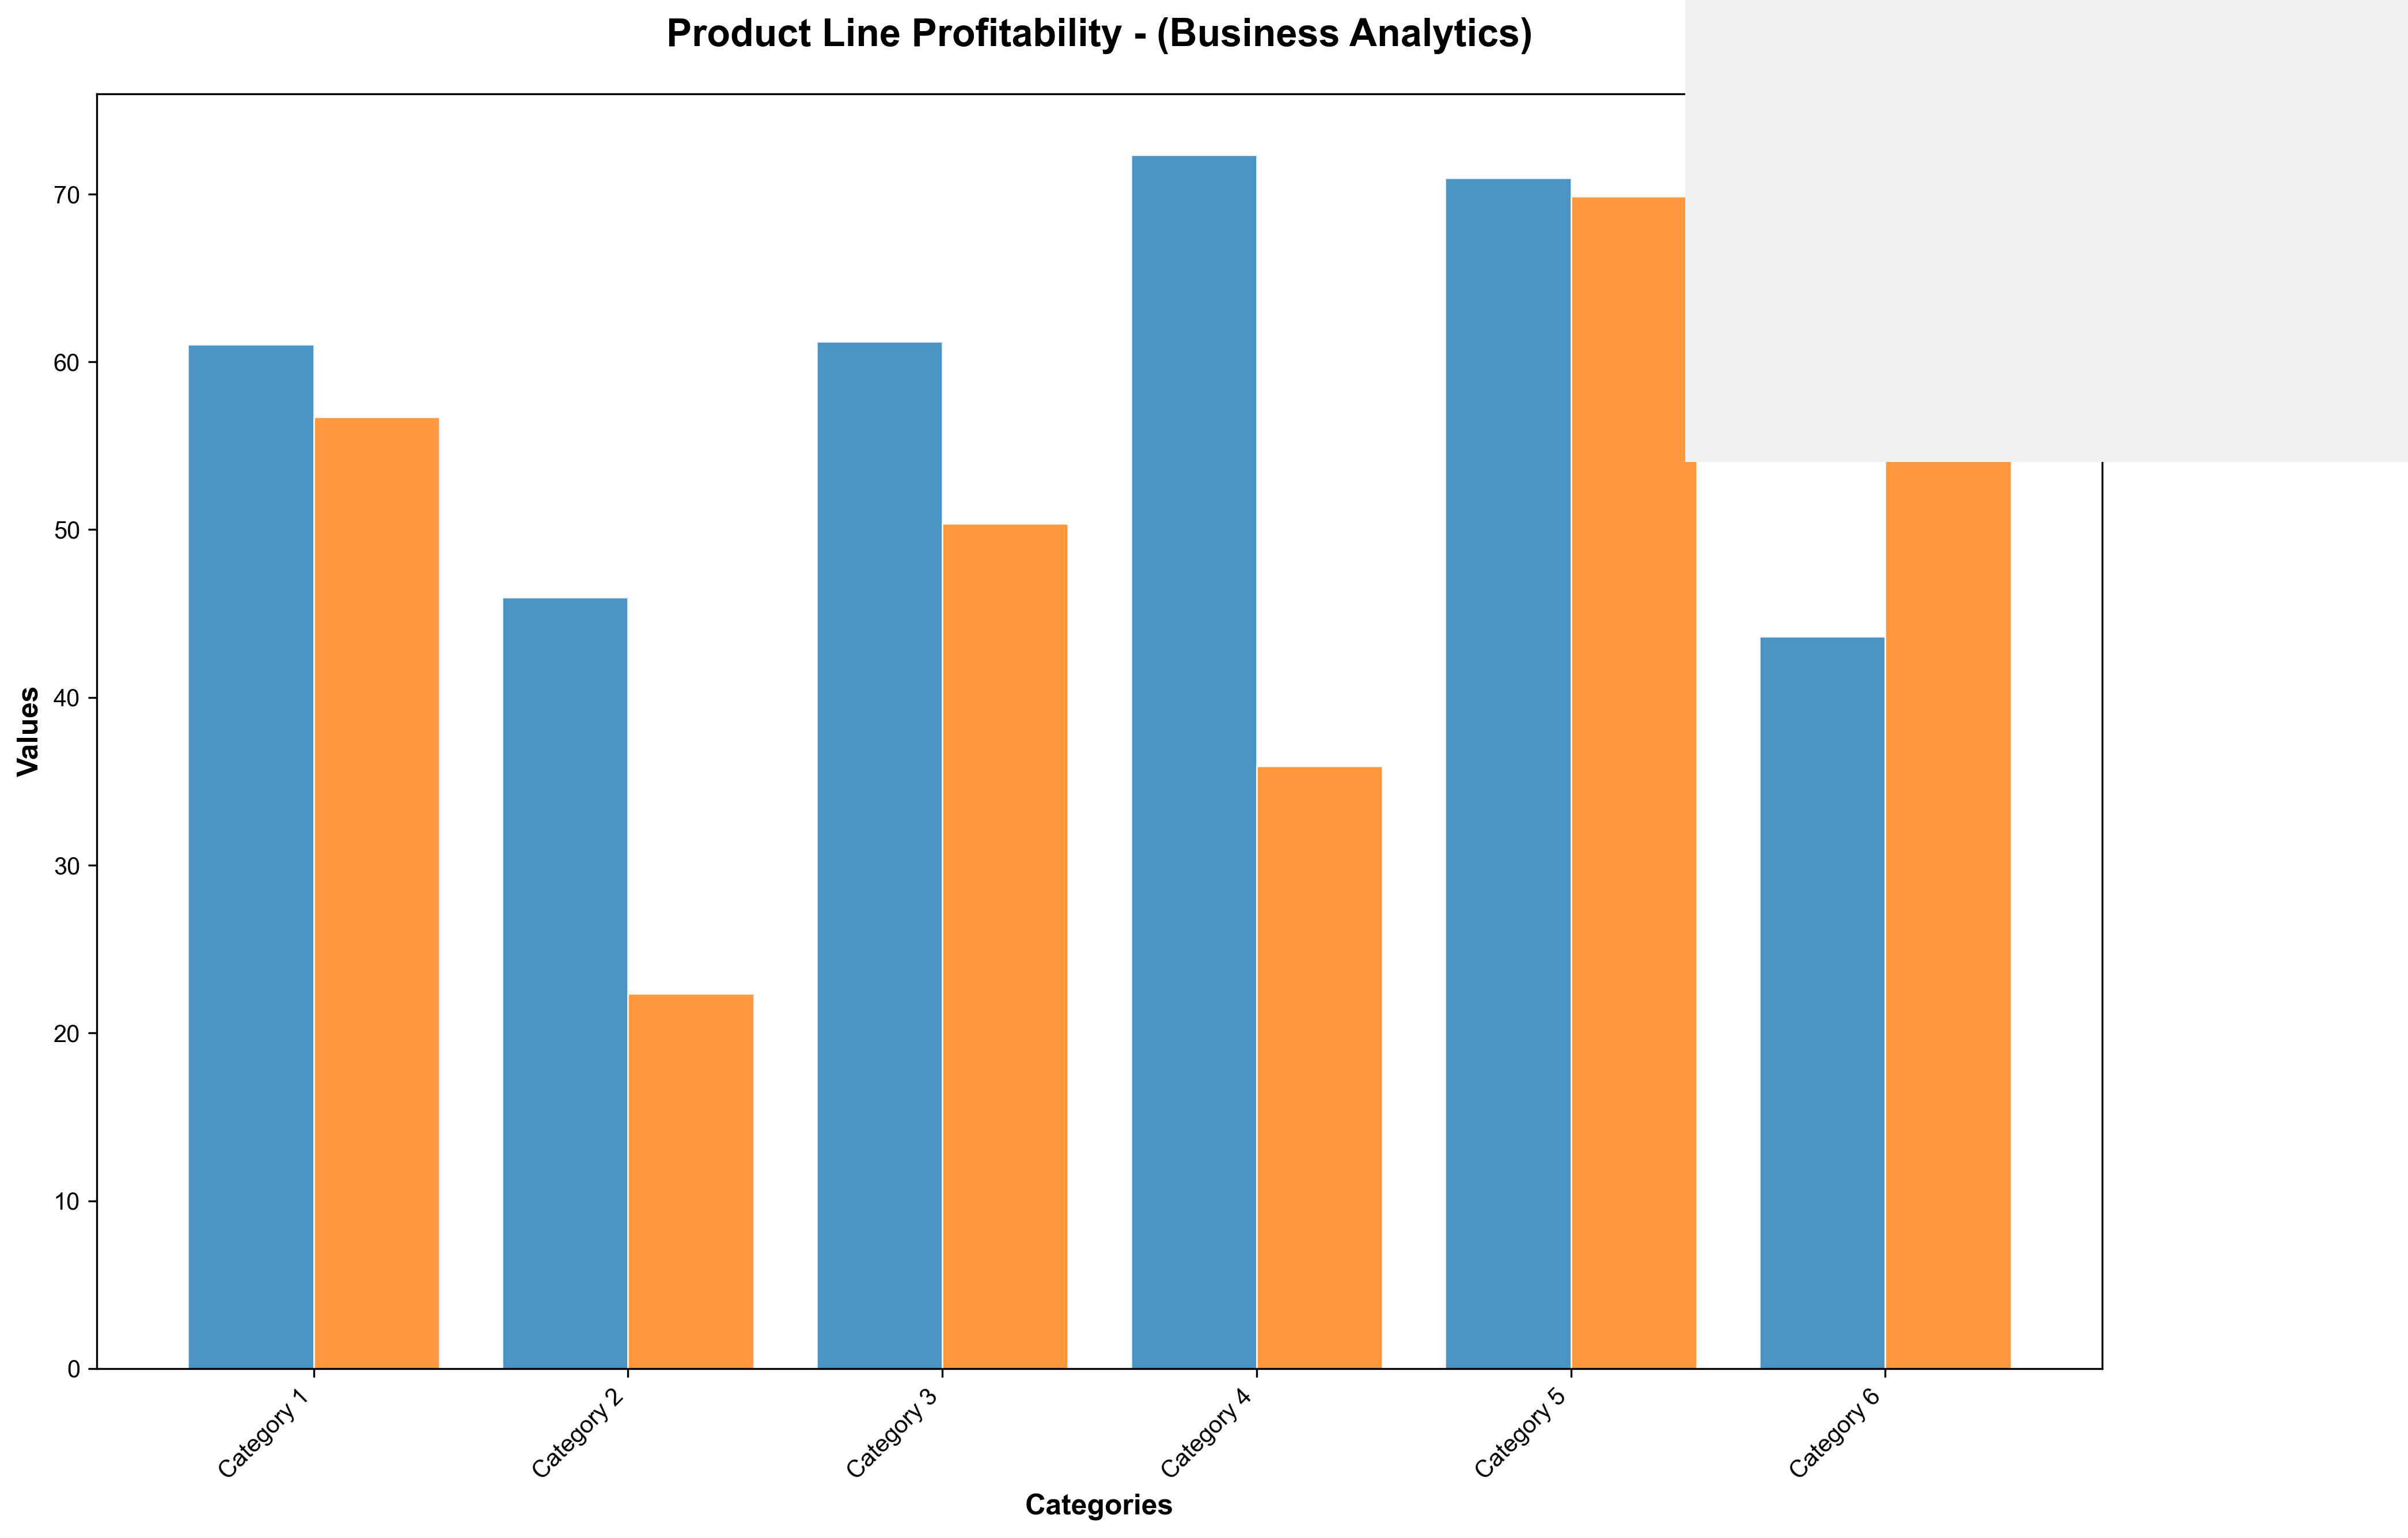 Product Line Profitability - (Business Analytics)
70
60
50
40
30
20
10
0
Values
Category 1
Category 2
Category 3
Category 4
Category 5
Category 6
Categories